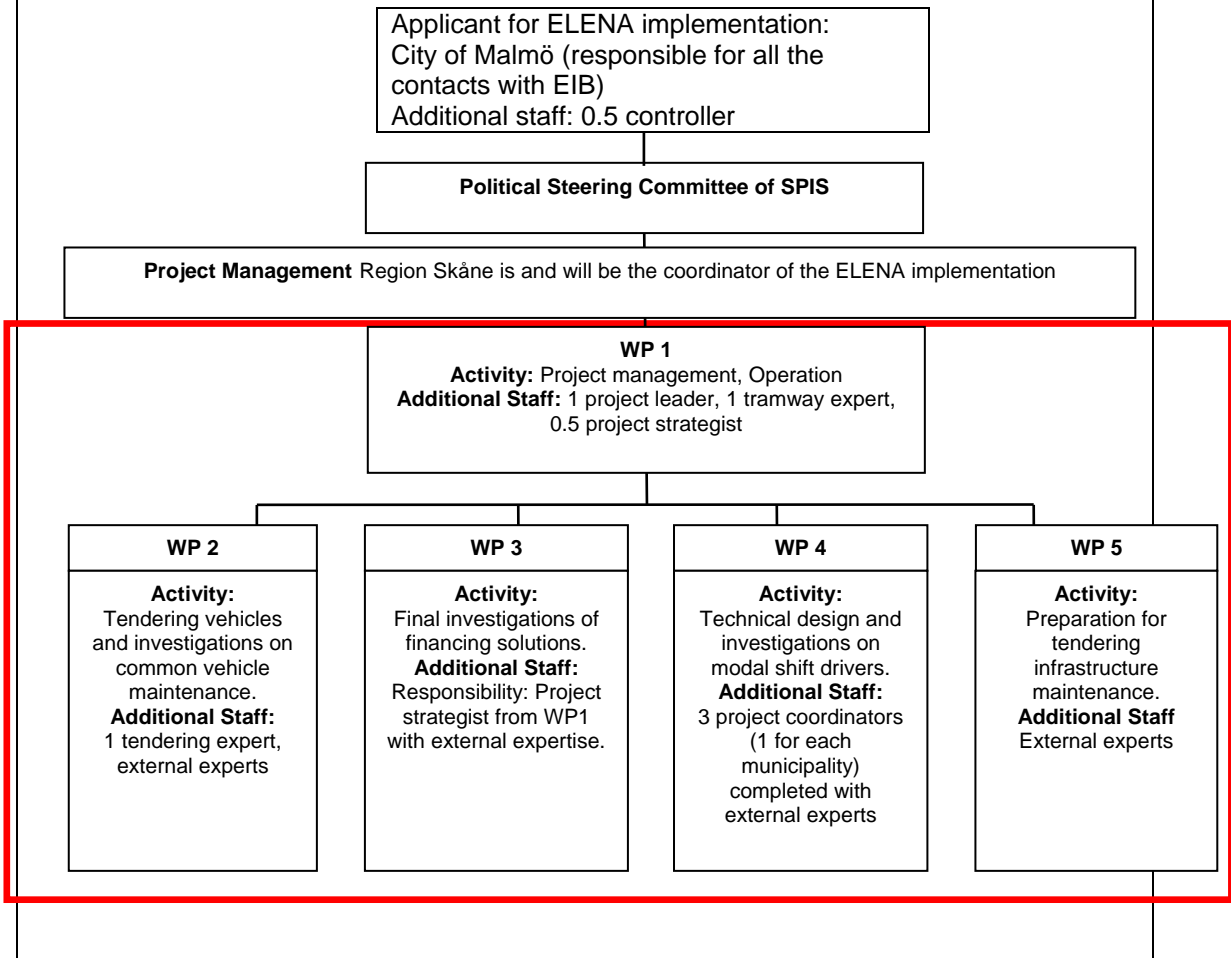 Applicant for ELENA implementation:
City of Malmö (responsible for all the
contacts with EIB)
Additional staff: 0.5 controller
Political Steering Committee of SPIS
Project Management Region Skåne is and will be the coordinator of the ELENA implementation
WP 1
Activity: Project management, Operation
Additional Staff: 1 project leader, 1 tramway expert,
0.5 project strategist
WP 2
Activity:
Tendering vehicles
and investigations on
common vehicle
maintenance.
Additional Staff:
1 tendering expert,
external experts
WP 3
Activity:
Final investigations of
financing solutions.
Additional Staff:
Responsibility: Project
strategist from WP1
with external expertise.
WP 4
Activity:
Technical design and
investigations on
modal shift drivers.
Additional Staff:
3 project coordinators
(1 for each
municipality)
completed with
external experts
WP 5
Activity:
Preparation for
tendering
infrastructure
maintenance.
Additional Staff
External experts